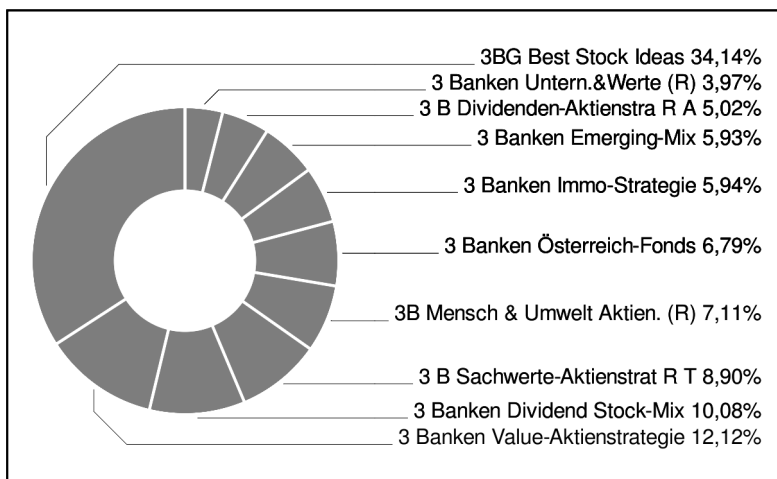 3BG Best Stock Ideas 34,14%
3 Banken Untern.&Werte (R) 3,97%
3 B Dividenden-Aktienstra R A 5,02%
3 Banken Emerging-Mix 5,93%
3 Banken Immo-Strategie 5,94%
3 Banken Österreich-Fonds 6,79%
3B Mensch & Umwelt Aktien. (R) 7,11%
3 B Sachwerte-Aktienstrat R T 8,90%
3 Banken Dividend Stock-Mix 10,08%
3 Banken Value-Aktienstrategie 12,12%